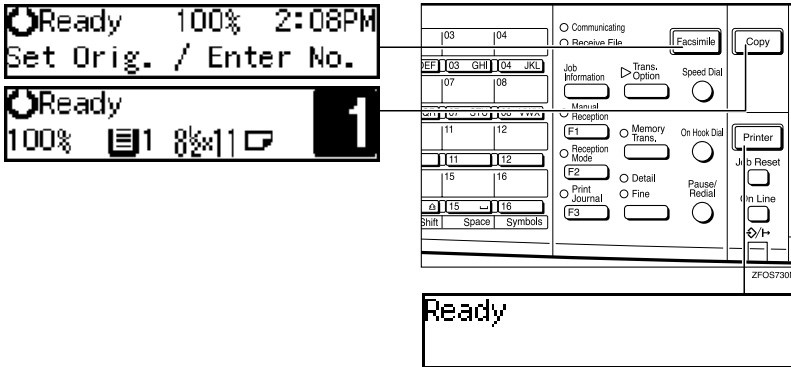 Ready 100% 2:08PM
Set Orig. / Enter No.
Ready
100% 1 8½×11 1
03 04
DEF 03 GHI 04 JKL
07 08
VWX
11 12
11 12
15 16
15 16
Shift Space Symbols
Communicating
Receive File
Facsimile
Copy
Job Information
Trans. Option
Speed Dial
Manual Reception
F1
Memory Trans.
On Hook Dial
Printer
Reception Mode
F2
Job Reset
Detail
Print Journal
Fine
Pause/
Redial
On Line
F3
Ready